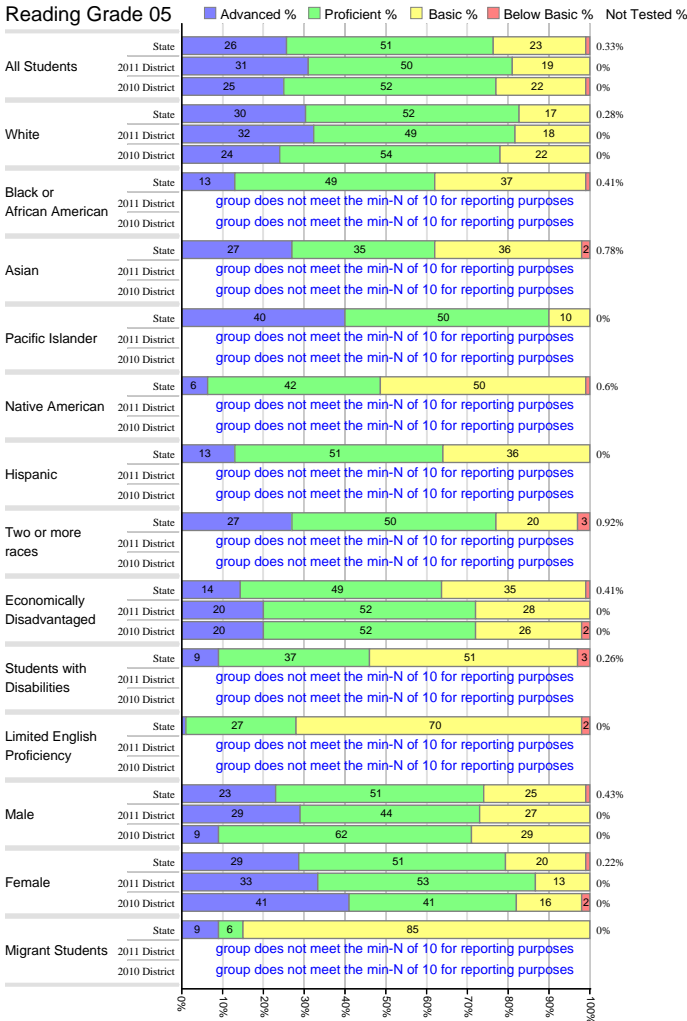 Reading Grade 05 Advanced % Proficient % Basic % Below Basic % Not Tested %
All Students
State 26 51 23 0.33%
2011 District 31 50 19 0%
2010 District 25 52 22 0%
White
State 30 52 17 0.28%
2011 District 32 49 18 0%
2010 District 24 54 22 0%
Black or
African American
State 13 49 37 0.41%
2011 District group does not meet the min-N of 10 for reporting purposes
2010 District group does not meet the min-N of 10 for reporting purposes
Asian
State 27 35 36 2 0.78%
2011 District group does not meet the min-N of 10 for reporting purposes
2010 District group does not meet the min-N of 10 for reporting purposes
Pacific Islander
State 40 50 10 0%
2011 District group does not meet the min-N of 10 for reporting purposes
2010 District group does not meet the min-N of 10 for reporting purposes
Native American
State 6 42 50 0.6%
2011 District group does not meet the min-N of 10 for reporting purposes
2010 District group does not meet the min-N of 10 for reporting purposes
Hispanic
State 13 51 36 0%
2011 District group does not meet the min-N of 10 for reporting purposes
2010 District group does not meet the min-N of 10 for reporting purposes
Two or more
races
State 27 50 20 3 0.92%
2011 District group does not meet the min-N of 10 for reporting purposes
2010 District group does not meet the min-N of 10 for reporting purposes
Economically
Disadvantaged
State 14 49 35 0.41%
2011 District 20 52 28 0%
2010 District 20 52 26 2 0%
Students with
Disabilities
State 9 37 51 3 0.26%
2011 District group does not meet the min-N of 10 for reporting purposes
2010 District group does not meet the min-N of 10 for reporting purposes
Limited English
Proficiency
State 27 70 2 0%
2011 District group does not meet the min-N of 10 for reporting purposes
2010 District group does not meet the min-N of 10 for reporting purposes
Male
State 23 51 25 0.43%
2011 District 29 44 27 0%
2010 District 9 62 29 0%
Female
State 29 51 20 0.22%
2011 District 33 53 13 0%
2010 District 41 41 16 2 0%
Migrant Students
State 9 6 85 0%
2011 District group does not meet the min-N of 10 for reporting purposes
2010 District group does not meet the min-N of 10 for reporting purposes
0% 10% 20% 30% 40% 50% 60% 70% 80% 90% 100%